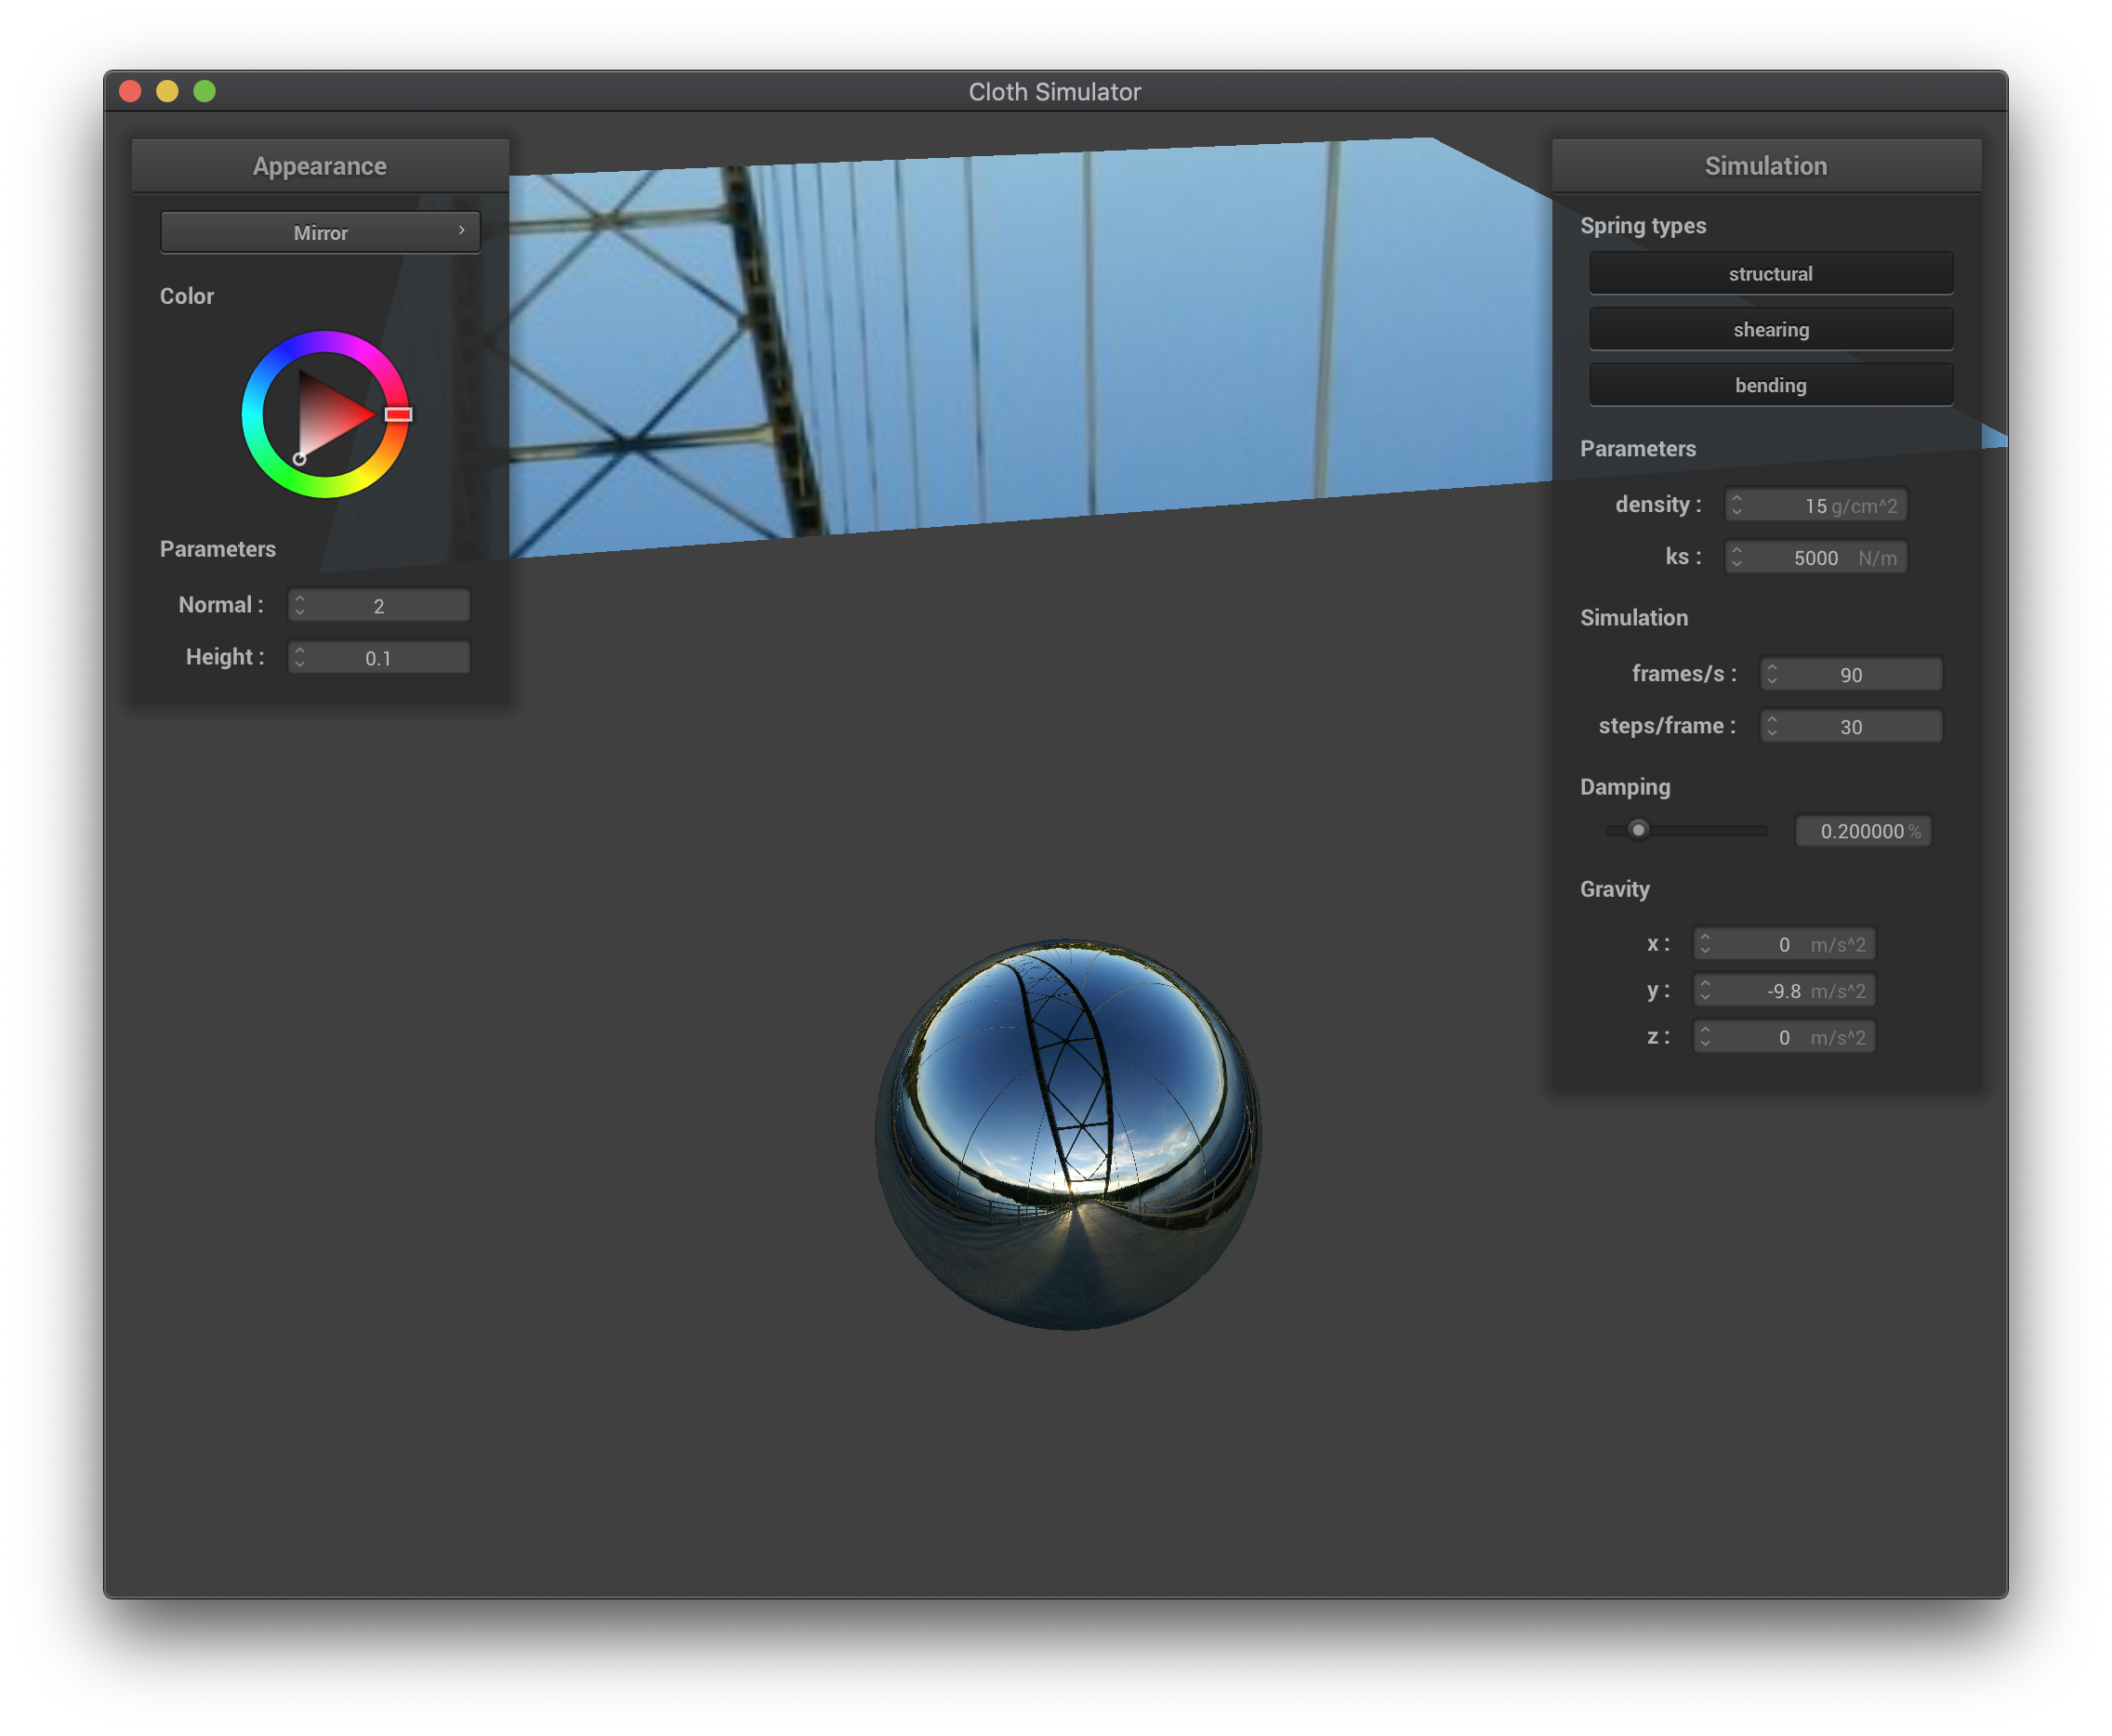 Cloth Simulator
Appearance
Mirror
Color
Parameters
Normal : 2
Height : 0.1
Simulation
Spring types
structural
shearing
bending
Parameters
density : 15 g/cm^2
ks : 5000 N/m
Simulation
frames/s : 90
steps/frame : 30
Damping
0.200000 %
Gravity
x : 0 m/s^2
y : -9.8 m/s^2
z : 0 m/s^2